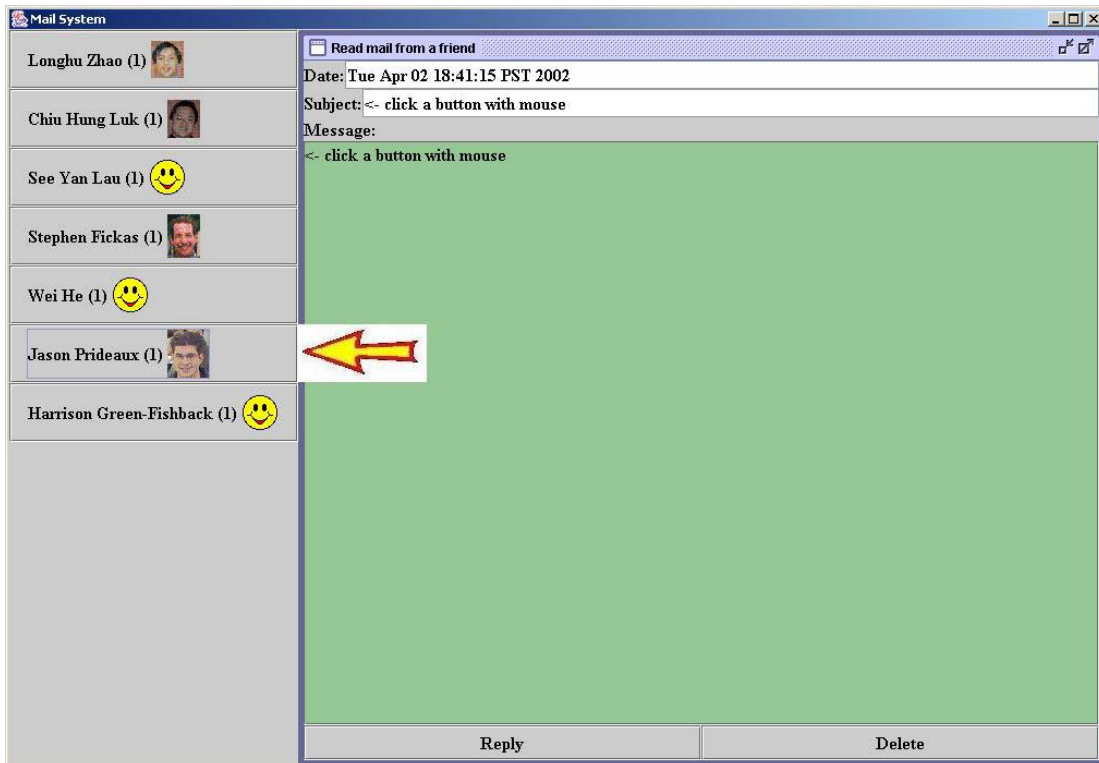 Mail System
Longhu Zhao (1)
Chiu Hung Luk (1)
See Yan Lau (1)
Stephen Fickas (1)
Wei He (1)
Jason Prideaux (1)
Harrison Green-Fishback (1)
Read mail from a friend
Date: Tue Apr 02 18:41:15 PST 2002
Subject: <- click a button with mouse
Message:
<- click a button with mouse
Reply
Delete